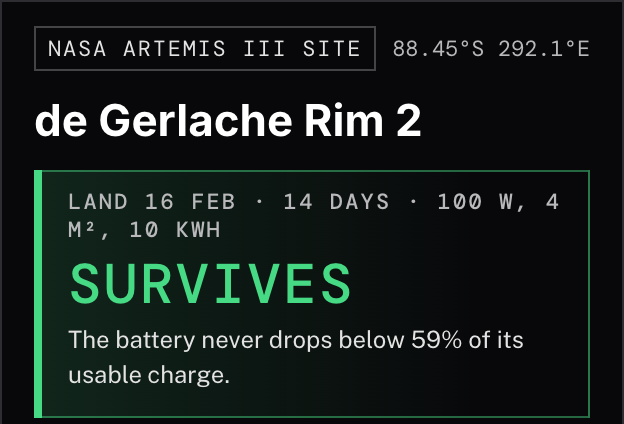 NASA ARTEMIS III SITE 88.45°S 292.1°E
de Gerlache Rim 2
LAND 16 FEB · 14 DAYS · 100 W, 4
M², 10 KWH
SURVIVES
The battery never drops below 59% of its
usable charge.